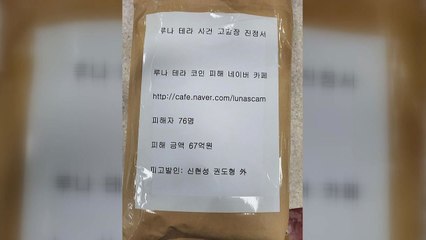 루나 테라 사건 고발장 진정서
루나 테라 코인 피해 네이버 카페
http://cafe.naver.com/lunascam
피해자 76명
피해 금액 67억원
피고발인: 신현성 권도형 外